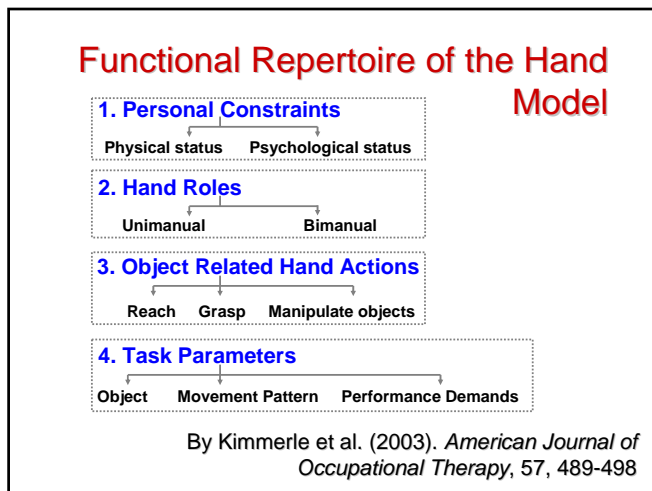 Functional Repertoire of the Hand
Model
1. Personal Constraints
Physical status Psychological status
2. Hand Roles
Unimanual Bimanual
3. Object Related Hand Actions
Reach Grasp Manipulate objects
4. Task Parameters
Object Movement Pattern Performance Demands
By Kimmerle et al. (2003). American Journal of
Occupational Therapy, 57, 489-498